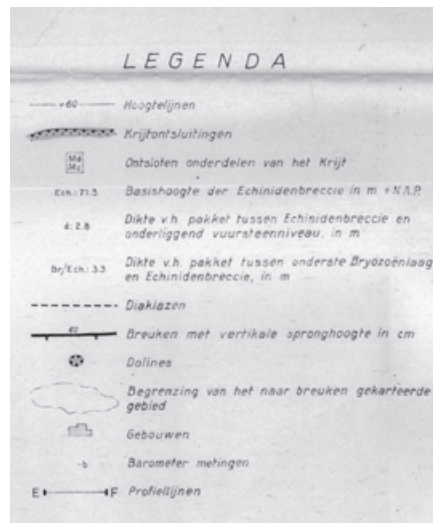 LEGENDA
+60 Hoogtelijnen
Krijtontsluitingen
Md
Mc
Ontsloten onderdelen van het Krijt
Ech.: 71.5 Basishoogte der Echinidenbreccie in m + N.A.P.
d: 2.8 Dikte v.h. pakket tussen Echinidenbreccie en
onderliggend vuursteenniveau, in m
Br/Ech.: 3.3 Dikte v.h. pakket tussen onderste Bryozoënlaag
en Echinidenbreccie, in m
Diaklazen
60 Breuken met vertikale spronghoogte in cm
Dolines
Begrenzing van het naar breuken gekarteerde
gebied
Gebouwen
Barometer metingen
E F Profiellijnen